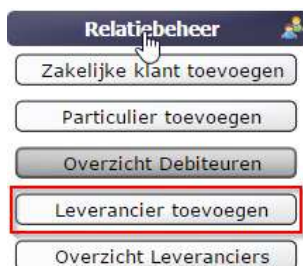 Relatiebeheer
Zakelijke klant toevoegen
Particulier toevoegen
Overzicht Debiteuren
Leverancier toevoegen
Overzicht Leveranciers